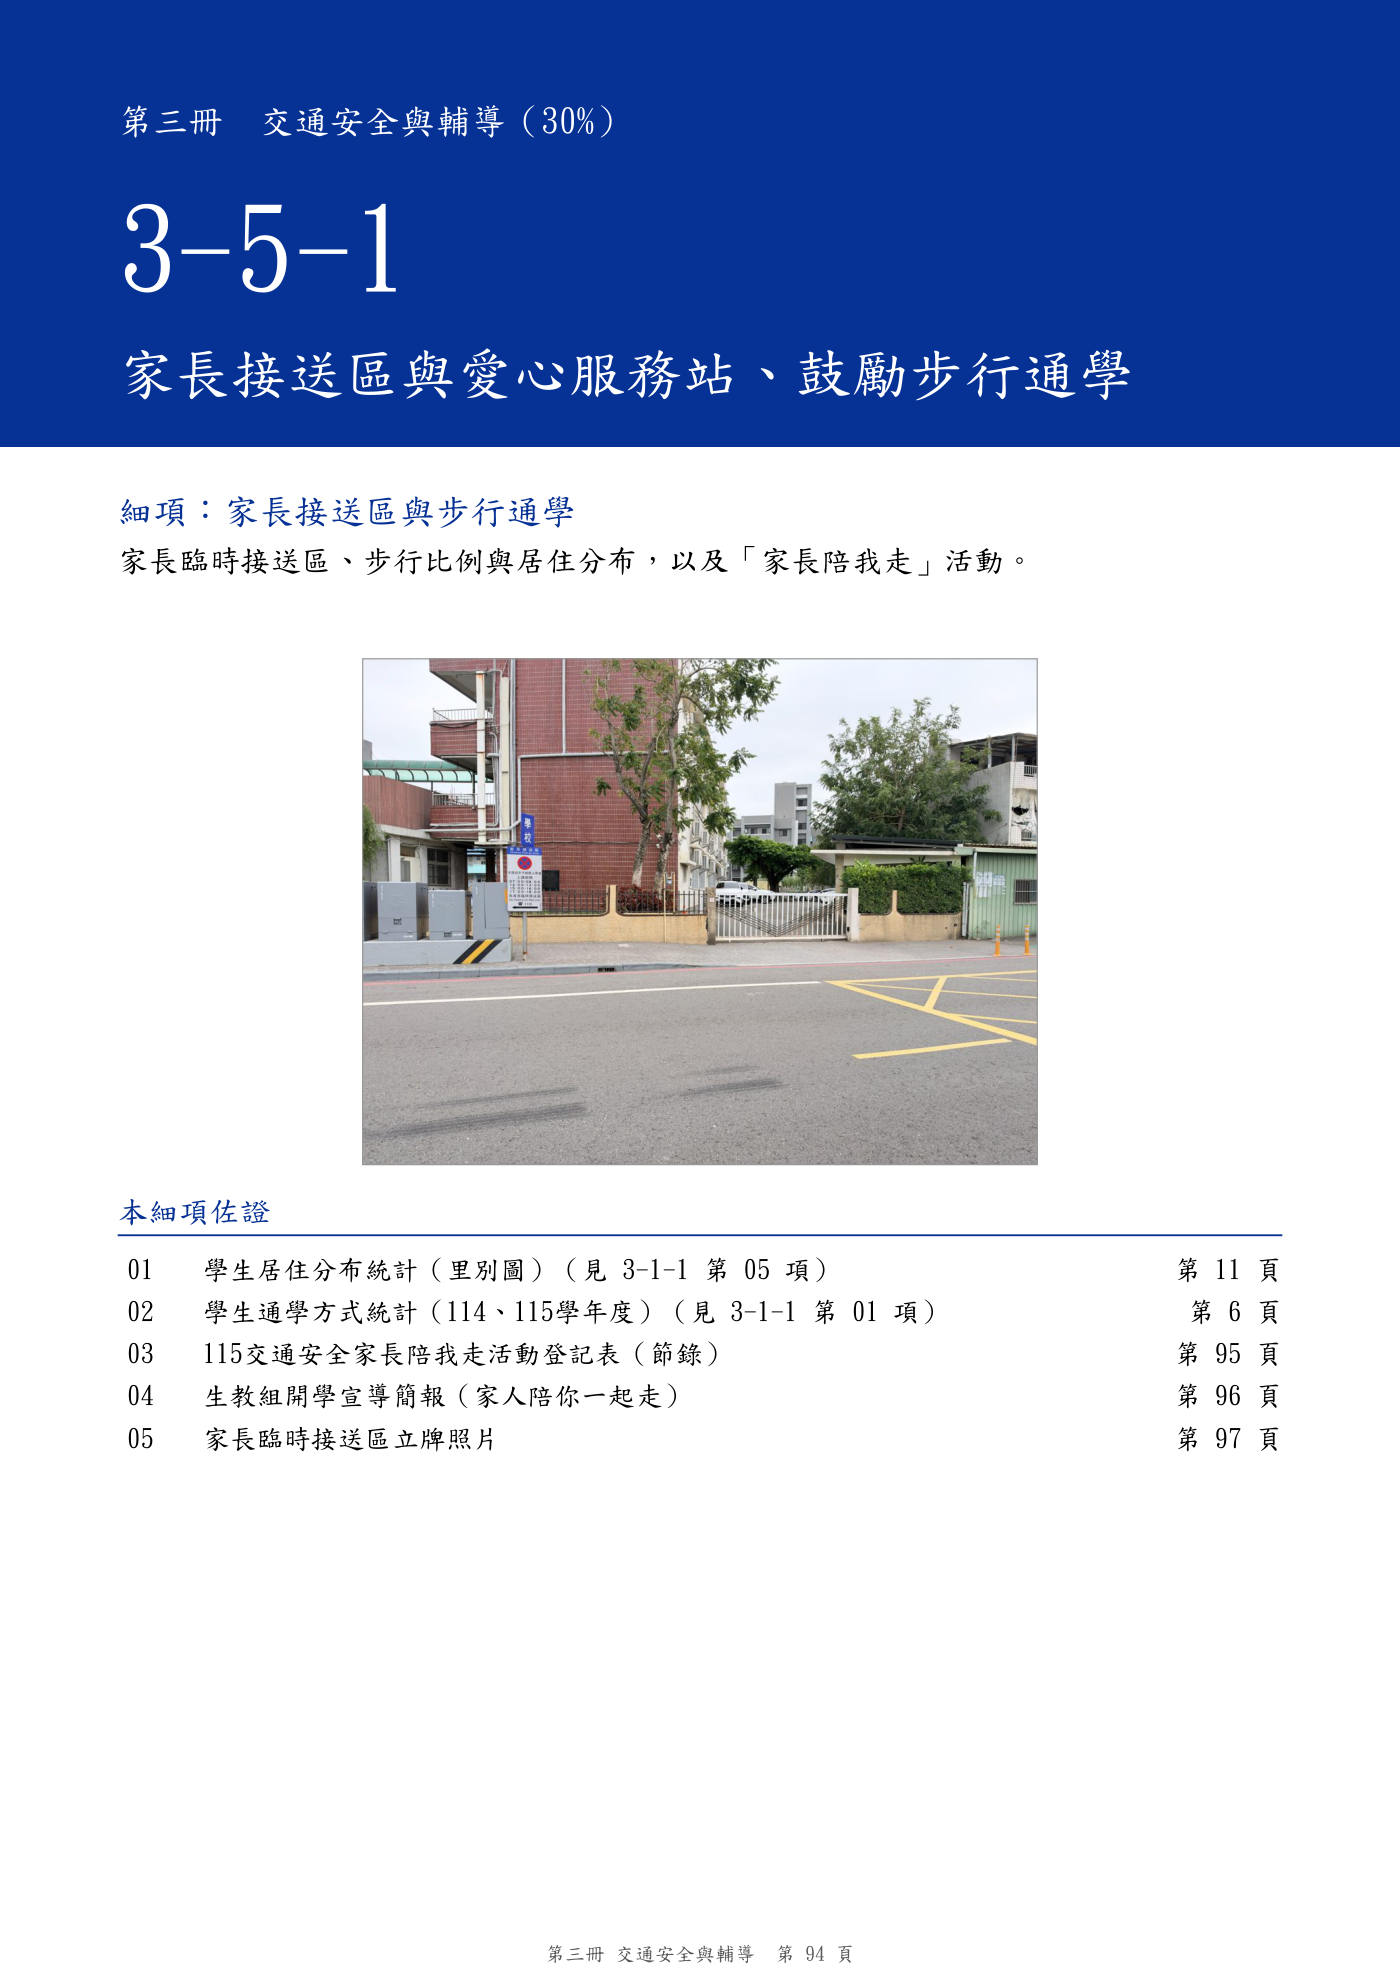 第三冊　交通安全與輔導（30%）
3-5-1
家長接送區與愛心服務站、鼓勵步行通學
細項：家長接送區與步行通學
家長臨時接送區、步行比例與居住分布，以及「家長陪我走」活動。
學校
本細項佐證
01 學生居住分布統計（里別圖）（見 3-1-1 第 05 項） 第 11 頁
02 學生通學方式統計（114、115學年度）（見 3-1-1 第 01 項） 第 6 頁
03 115交通安全家長陪我走活動登記表（節錄） 第 95 頁
04 生教組開學宣導簡報（家人陪你一起走） 第 96 頁
05 家長臨時接送區立牌照片 第 97 頁
第三冊 交通安全與輔導　第 94 頁